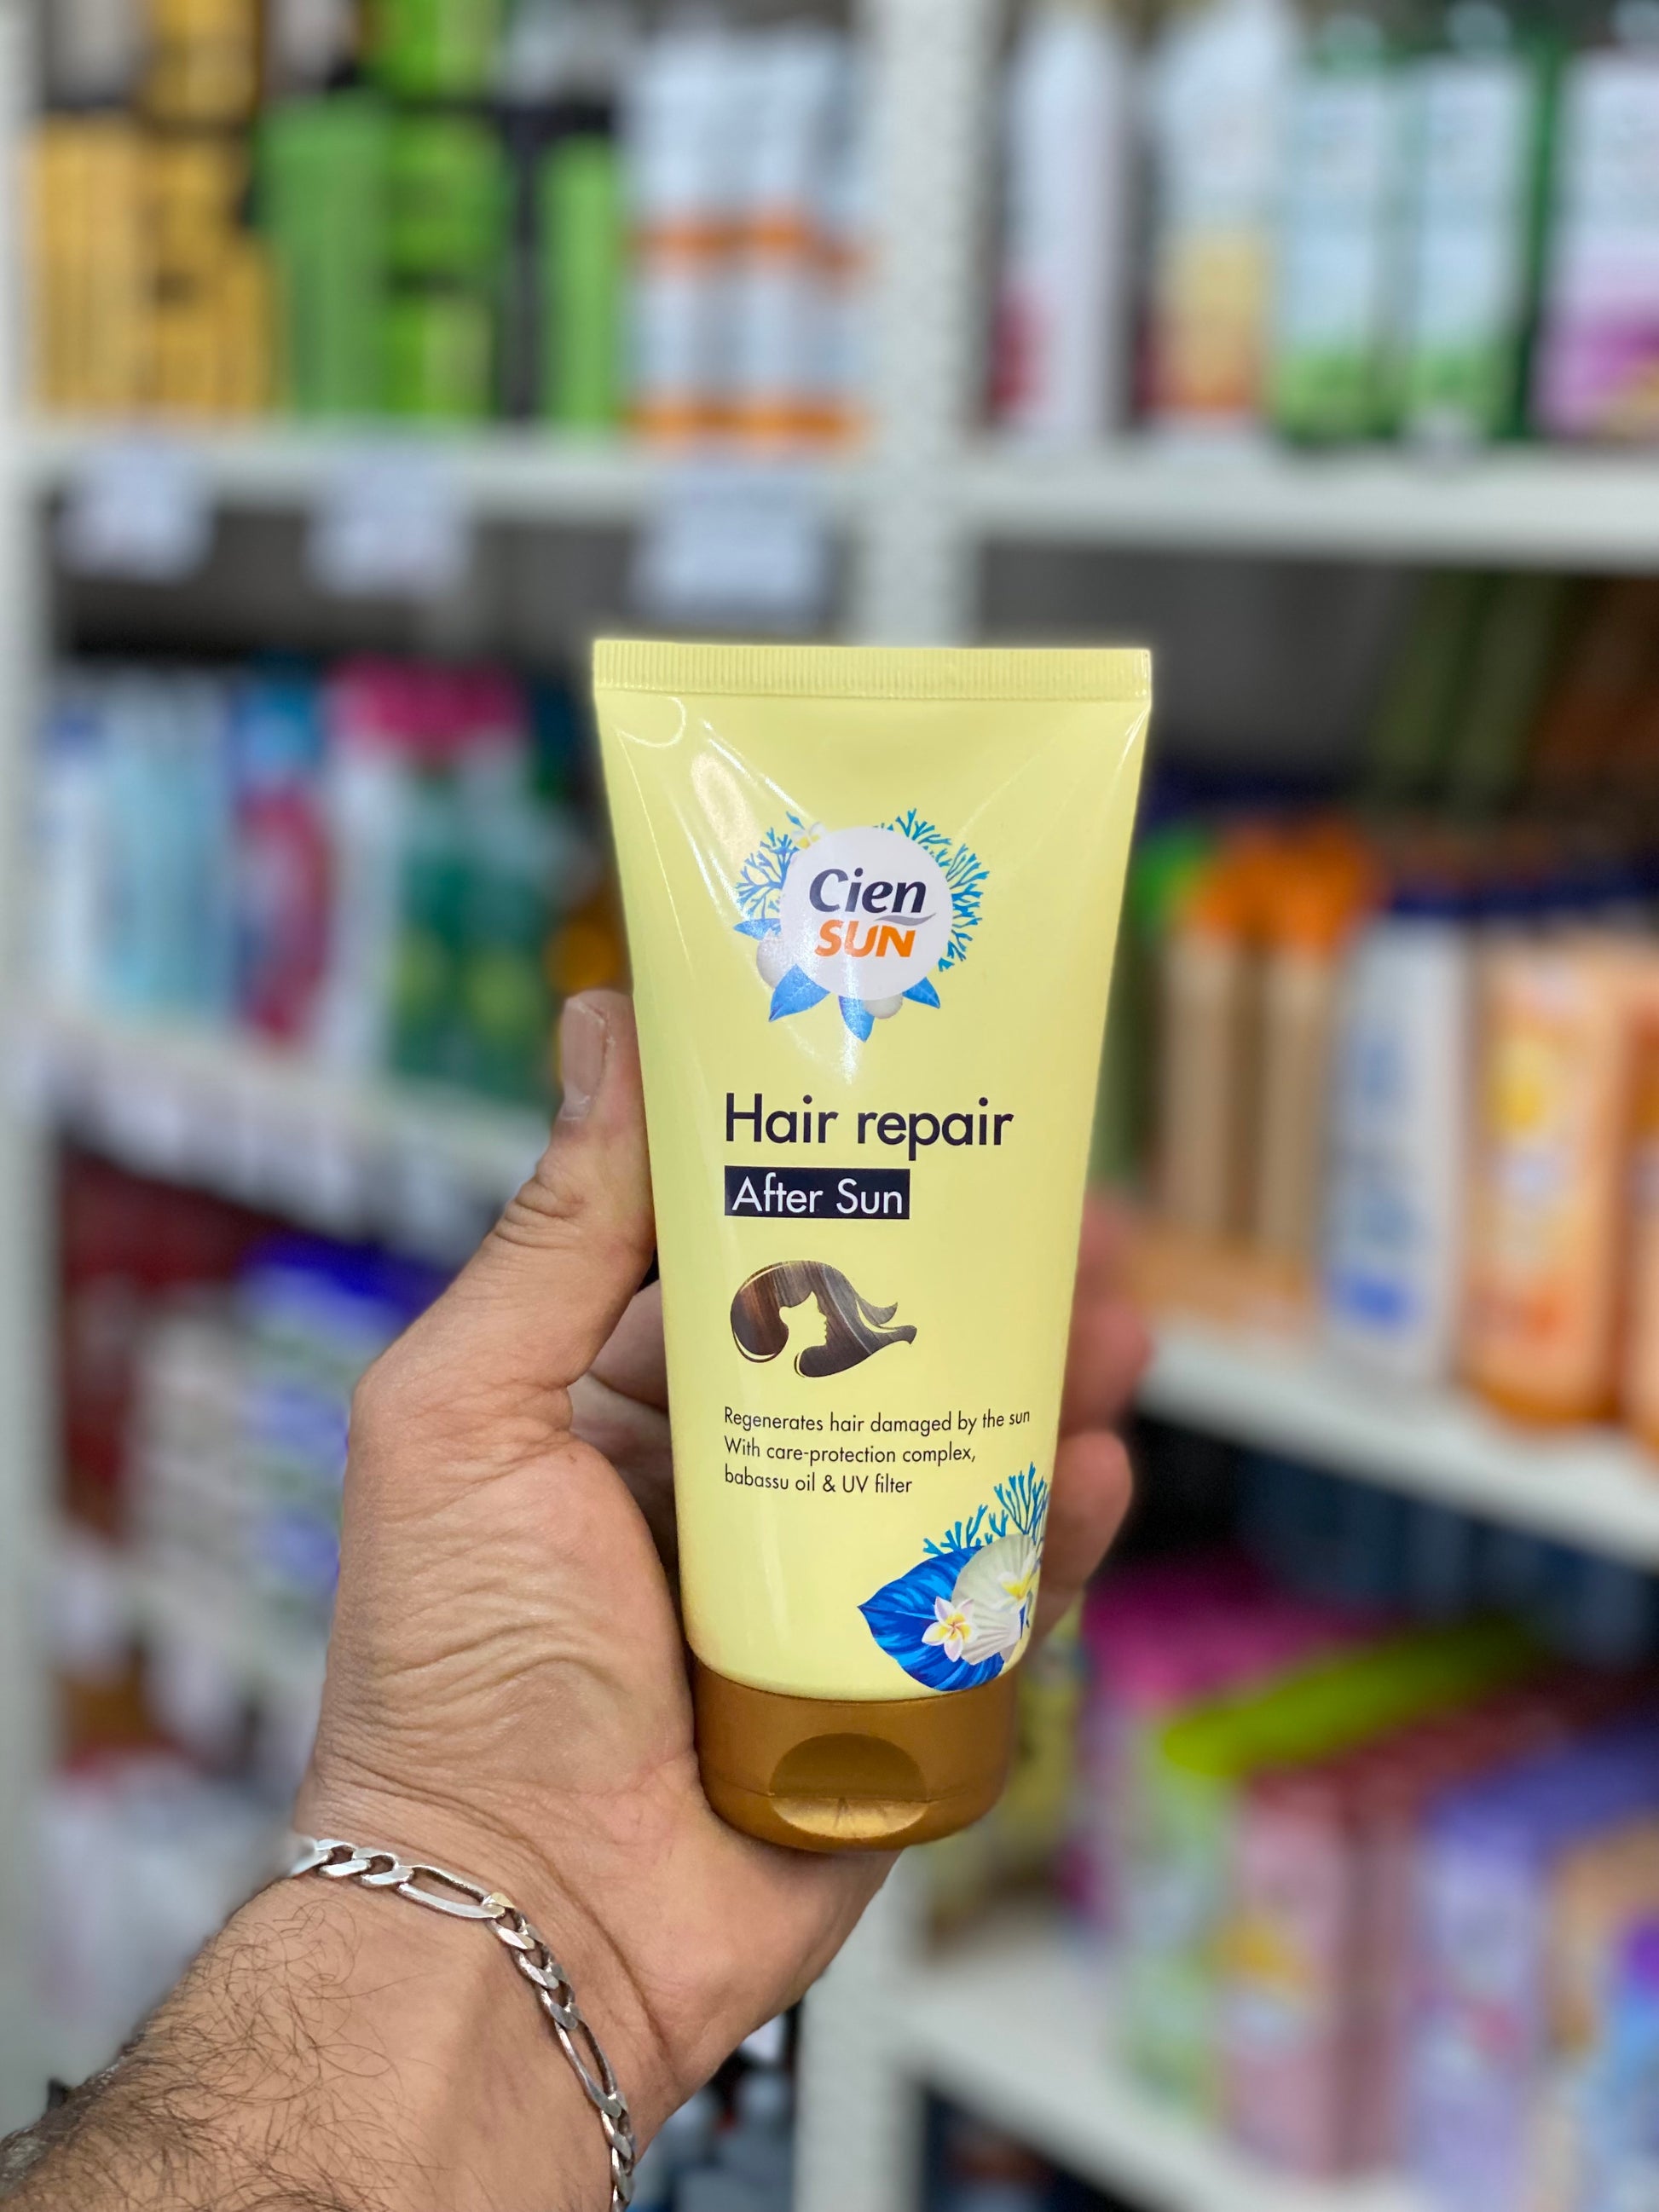 Cien
SUN
Hair repair
After Sun
Regenerates hair damaged by the sun
With care-protection complex,
babassu oil & UV filter